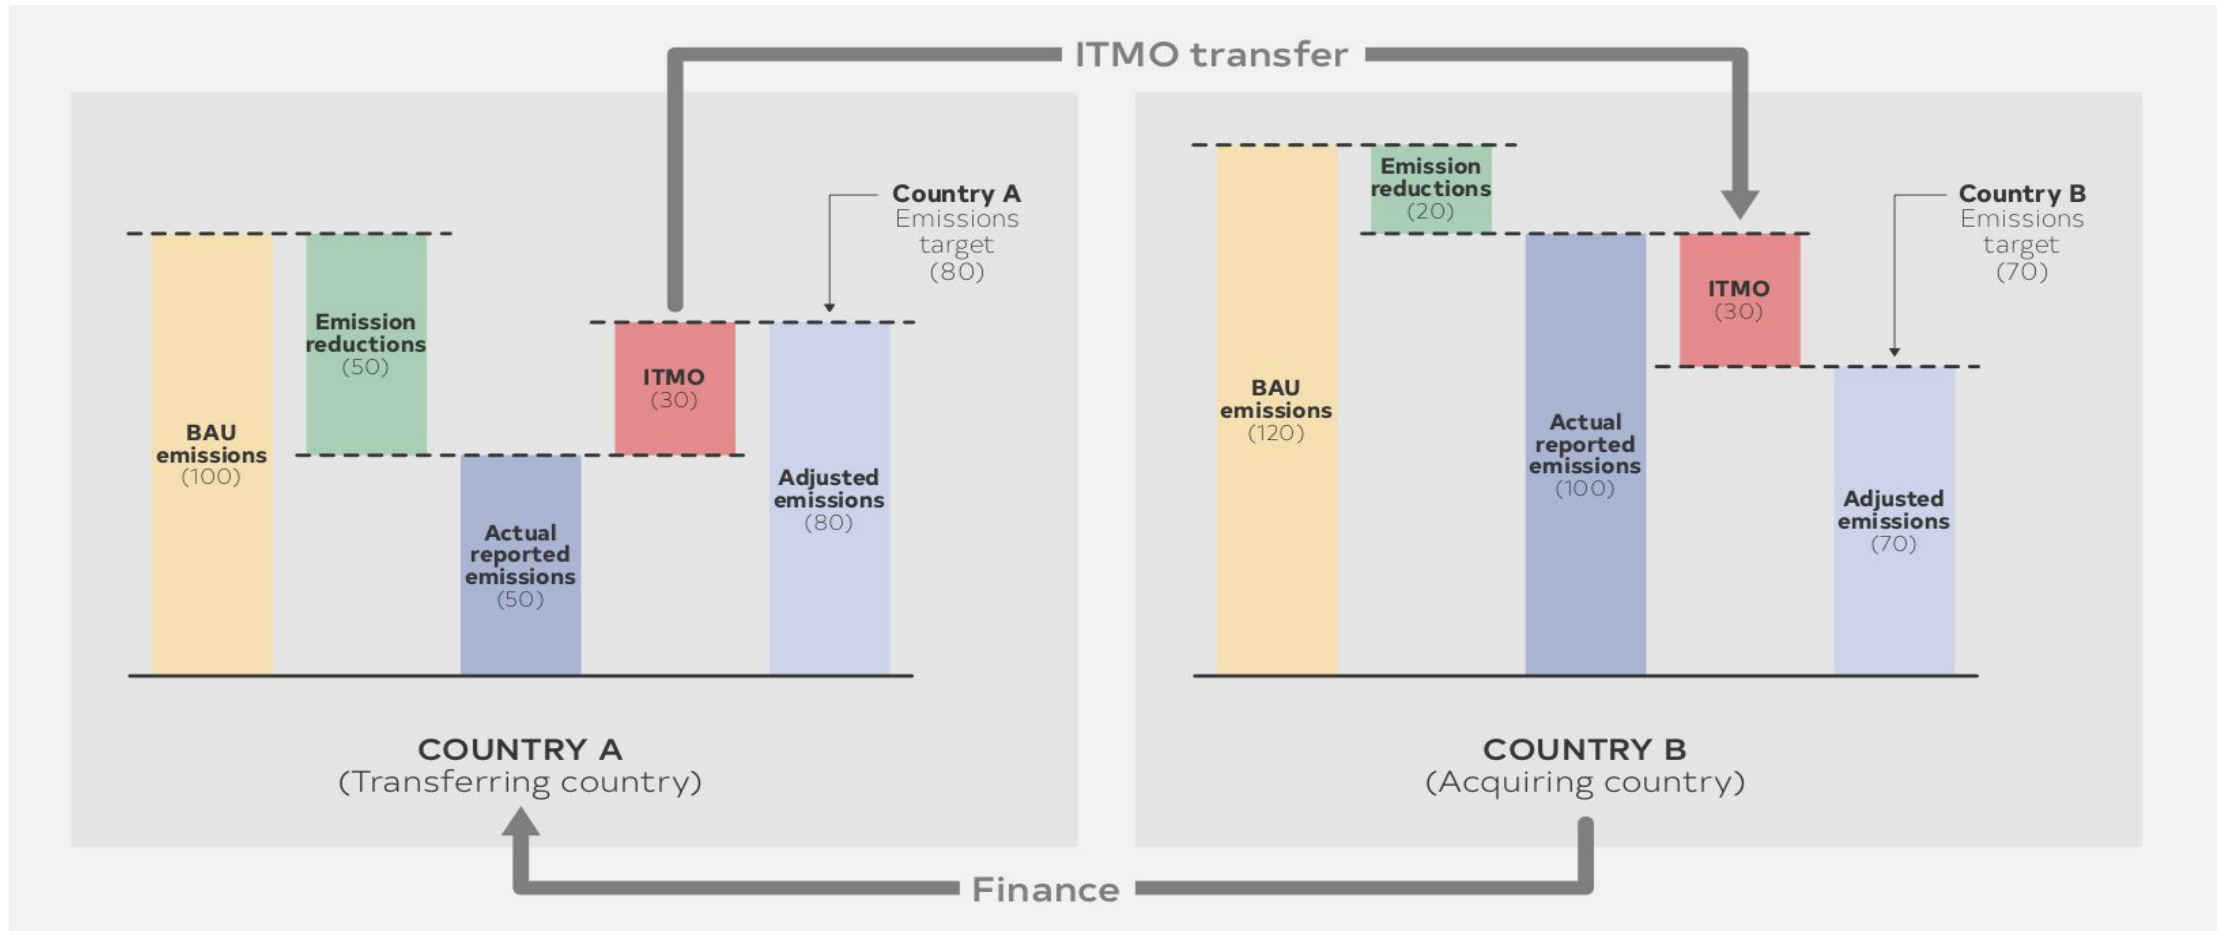 ITMO transfer
Country A
Emissions
target
(80)
Emission
reductions
(50)
ITMO
(30)
BAU
emissions
(100)
Adjusted
emissions
(80)
Actual
reported
emissions
(50)
COUNTRY A
(Transferring country)
Emission
reductions
(20)
Country B
Emissions
target
(70)
ITMO
(30)
BAU
emissions
(120)
Actual
reported
emissions
(100)
Adjusted
emissions
(70)
COUNTRY B
(Acquiring country)
Finance